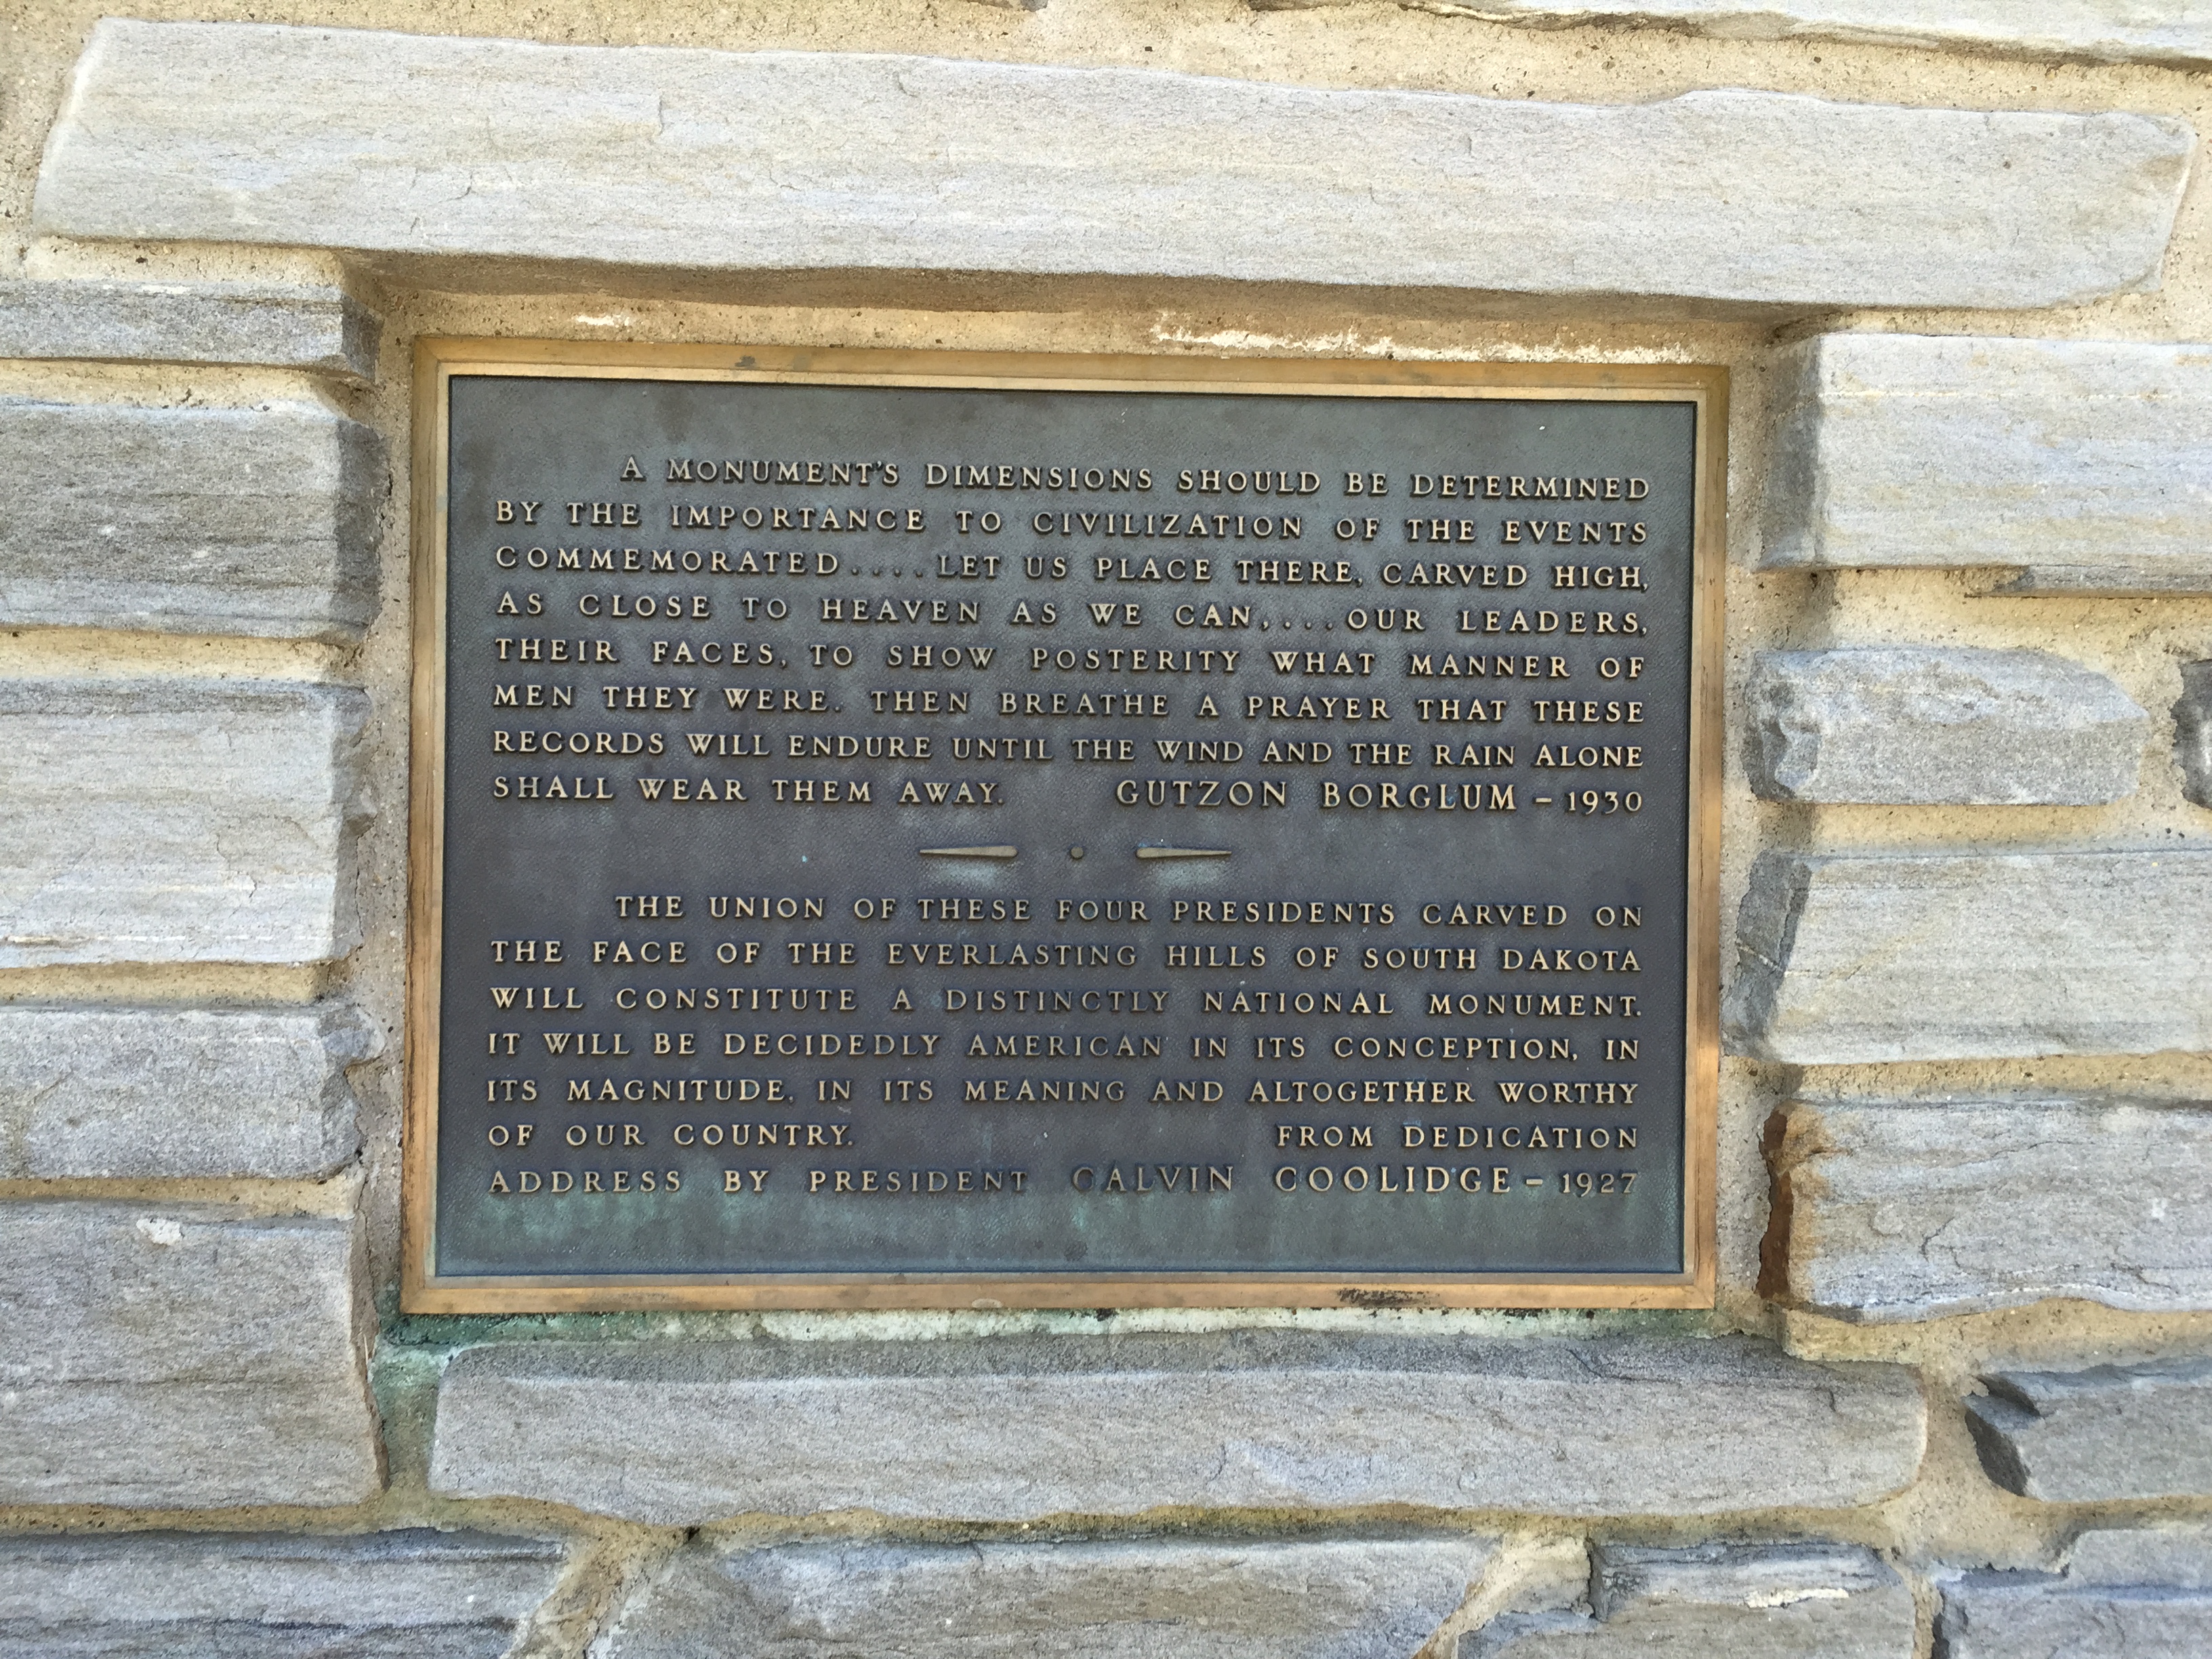 A MONUMENT'S DIMENSIONS SHOULD BE DETERMINED
BY THE IMPORTANCE TO CIVILIZATION OF THE EVENTS
COMMEMORATED....LET US PLACE THERE, CARVED HIGH,
AS CLOSE TO HEAVEN AS WE CAN,...OUR LEADERS,
THEIR FACES, TO SHOW POSTERITY WHAT MANNER OF
MEN THEY WERE. THEN BREATHE A PRAYER THAT THESE
RECORDS WILL ENDURE UNTIL THE WIND AND THE RAIN ALONE
SHALL WEAR THEM AWAY. GUTZON BORGLUM - 1930
THE UNION OF THESE FOUR PRESIDENTS CARVED ON
THE FACE OF THE EVERLASTING HILLS OF SOUTH DAKOTA
WILL CONSTITUTE A DISTINCTLY NATIONAL MONUMENT.
IT WILL BE DECIDEDLY AMERICAN IN ITS CONCEPTION, IN
ITS MAGNITUDE, IN ITS MEANING AND ALTOGETHER WORTHY
OF OUR COUNTRY. FROM DEDICATION
ADDRESS BY PRESIDENT CALVIN COOLIDGE - 1927